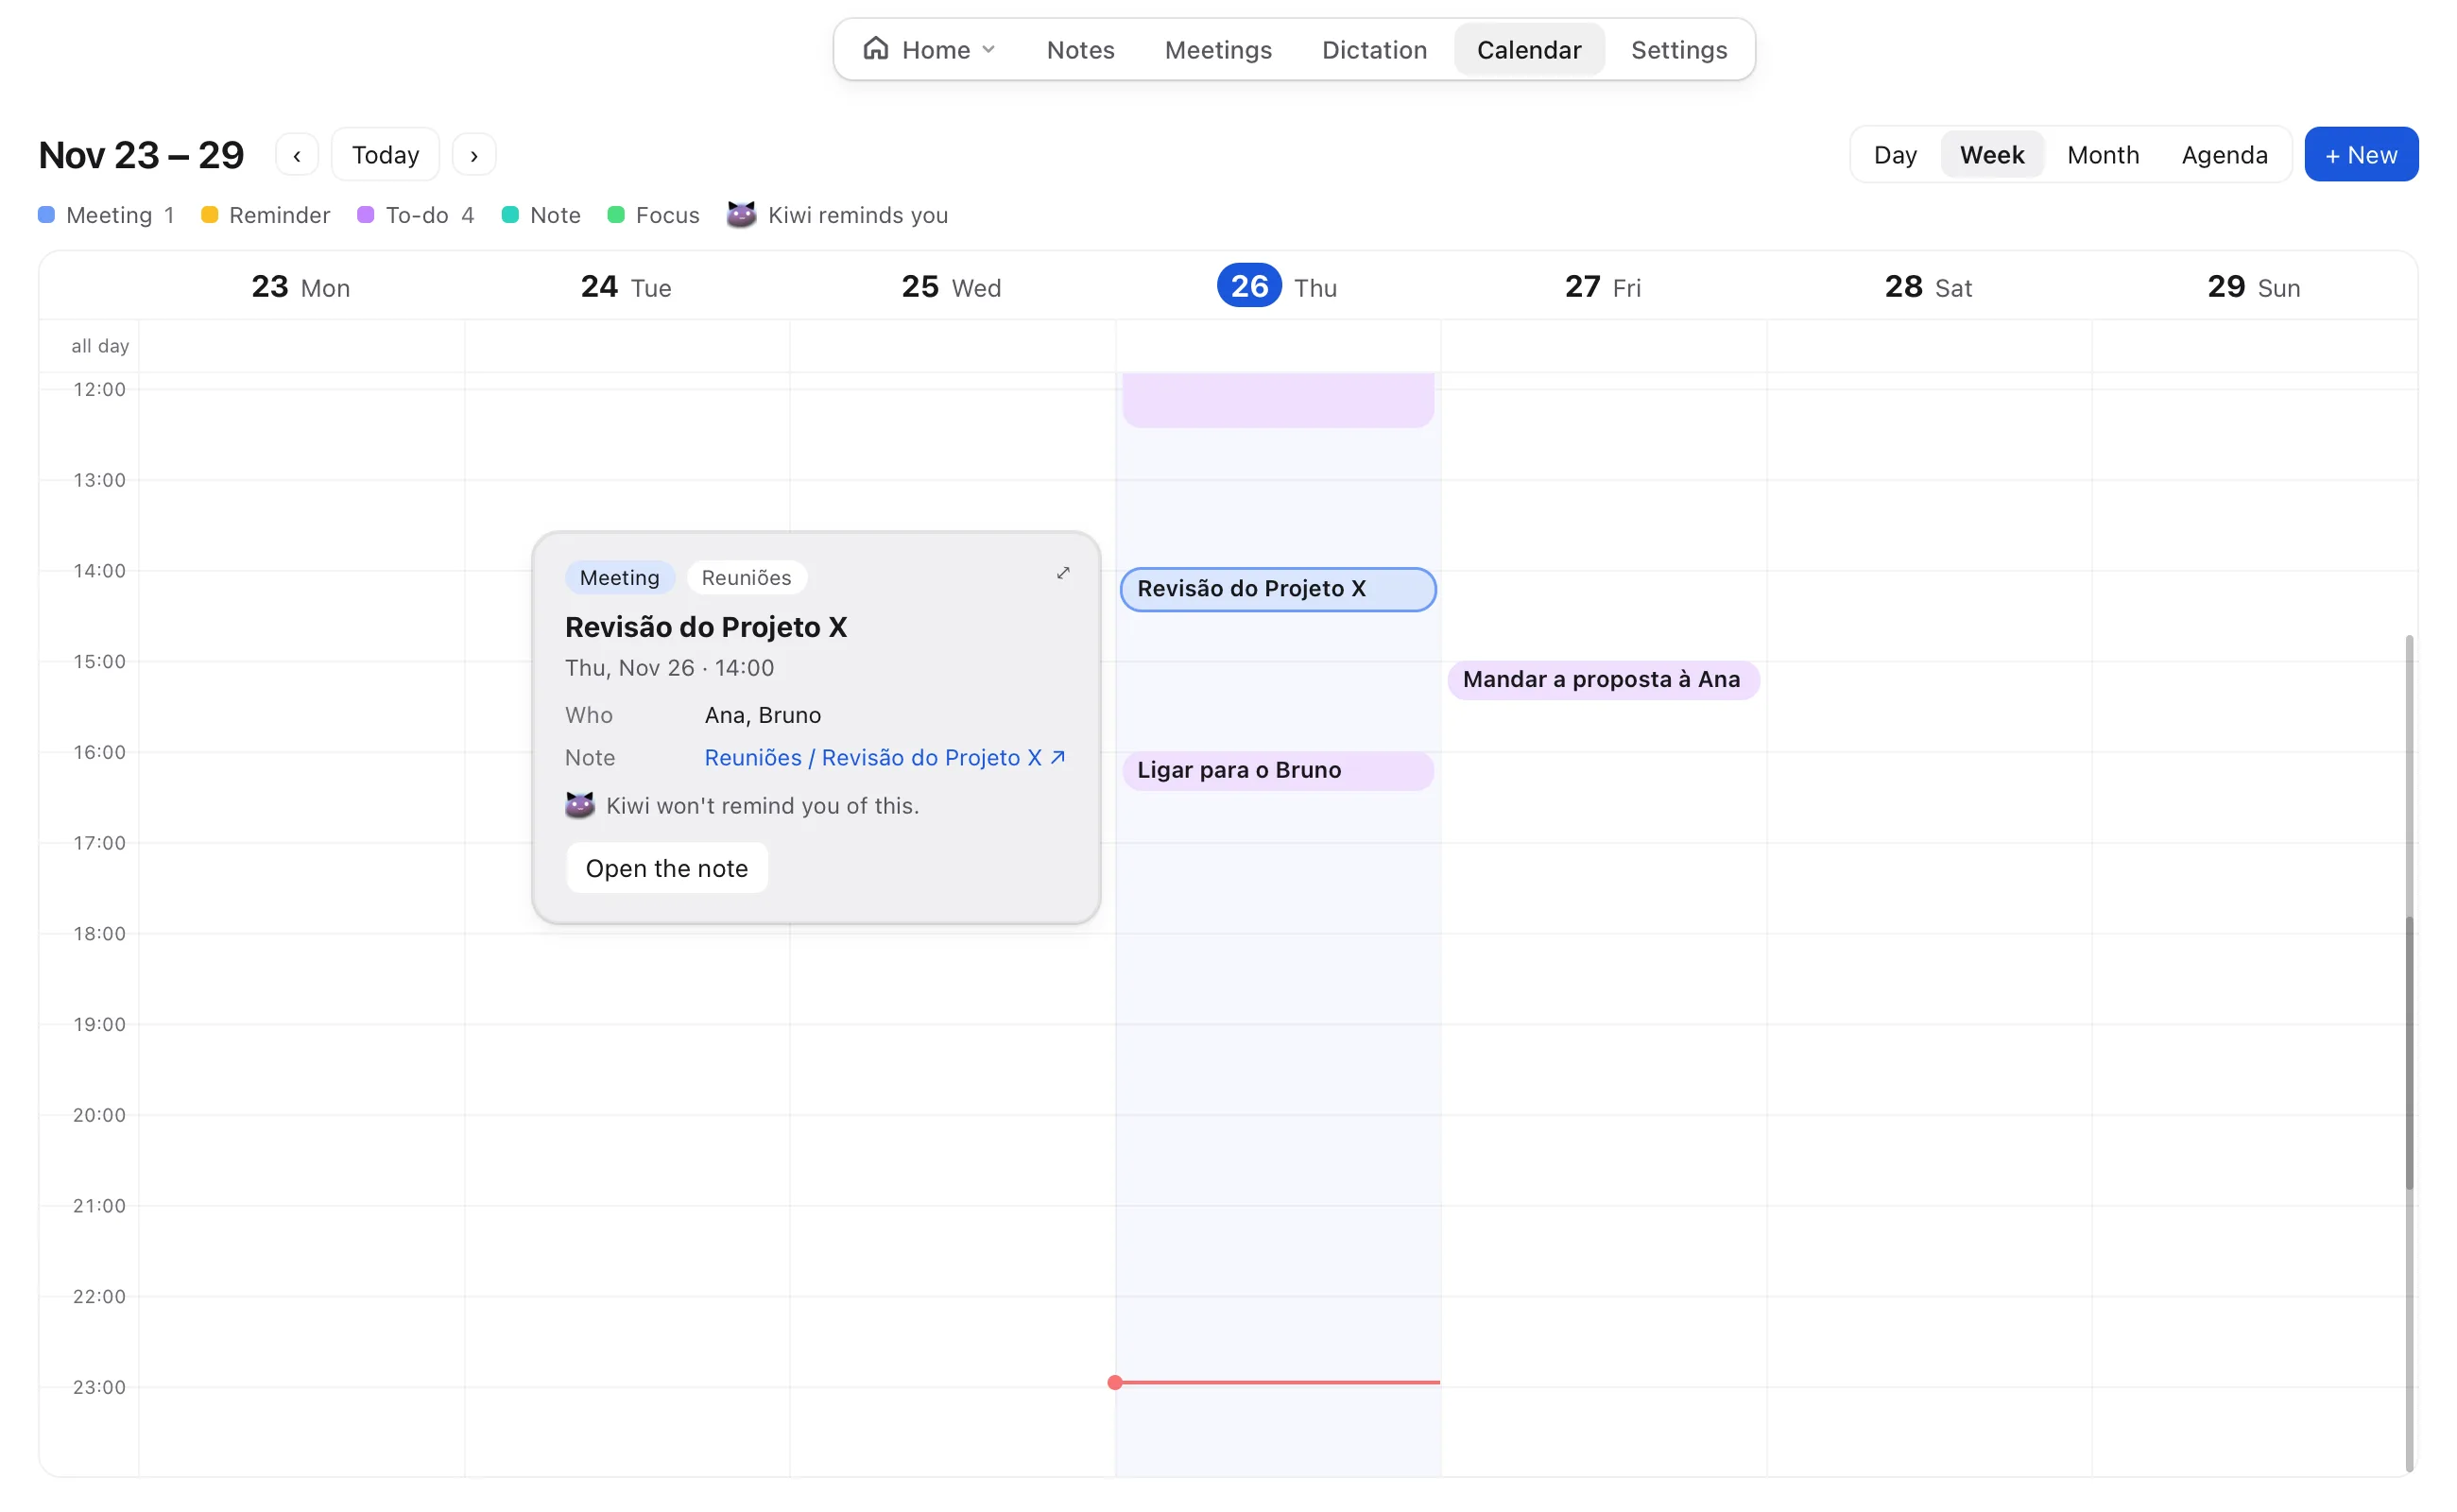 Home Notes Meetings Dictation Calendar Settings
Nov 23 – 29 ‹ Today › Day Week Month Agenda + New
Meeting 1 Reminder To-do 4 Note Focus Kiwi reminds you
23 Mon 24 Tue 25 Wed 26 Thu 27 Fri 28 Sat 29 Sun
all day
12:00
13:00
14:00
15:00
16:00
17:00
18:00
19:00
20:00
21:00
22:00
23:00
Meeting Reuniões
Revisão do Projeto X
Thu, Nov 26 · 14:00
Who Ana, Bruno
Note Reuniões / Revisão do Projeto X ↗
Kiwi won't remind you of this.
Open the note
Revisão do Projeto X
Ligar para o Bruno
Mandar a proposta à Ana